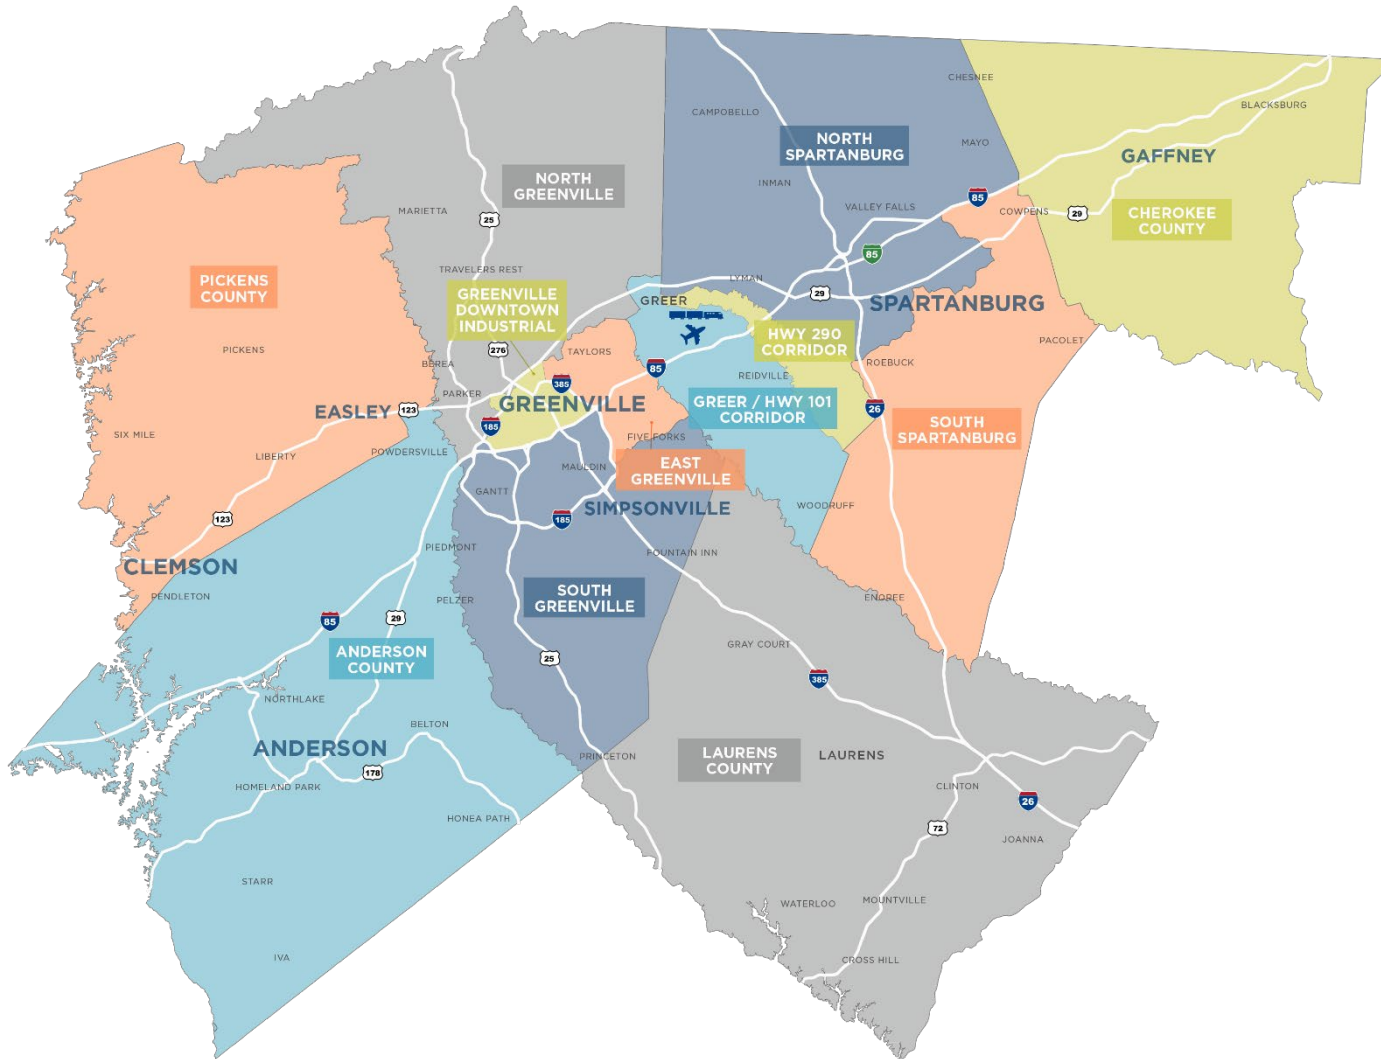 CHESNEE
BLACKSBURG
CAMPOBELLO
NORTH
SPARTANBURG
MAYO
GAFFNEY
NORTH
GREENVILLE
INMAN
85
VALLEY FALLS
COWPENS
29
CHEROKEE
COUNTY
MARIETTA
25
85
TRAVELERS REST
PICKENS
COUNTY
GREENVILLE
DOWNTOWN
INDUSTRIAL
LYMAN
29
SPARTANBURG
GREER
HWY 290
CORRIDOR
PACOLET
PICKENS
276
TAYLORS
BEREA
85
REIDVILLE
ROEBUCK
385
PARKER
GREENVILLE
GREER / HWY 101
CORRIDOR
26
SOUTH
SPARTANBURG
EASLEY
123
185
SIX MILE
LIBERTY
POWDERSVILLE
FIVE FORKS
MAULDIN
EAST
GREENVILLE
GANTT
SIMPSONVILLE
WOODRUFF
123
185
PIEDMONT
FOUNTAIN INN
CLEMSON
PENDLETON
PELZER
SOUTH
GREENVILLE
ENOREE
85
29
ANDERSON
COUNTY
25
GRAY COURT
385
NORTHLAKE
BELTON
ANDERSON
178
PRINCETON
LAURENS
COUNTY
LAURENS
HOMELAND PARK
CLINTON
26
HONEA PATH
72
JOANNA
STARR
WATERLOO
MOUNTVILLE
IVA
CROSS HILL